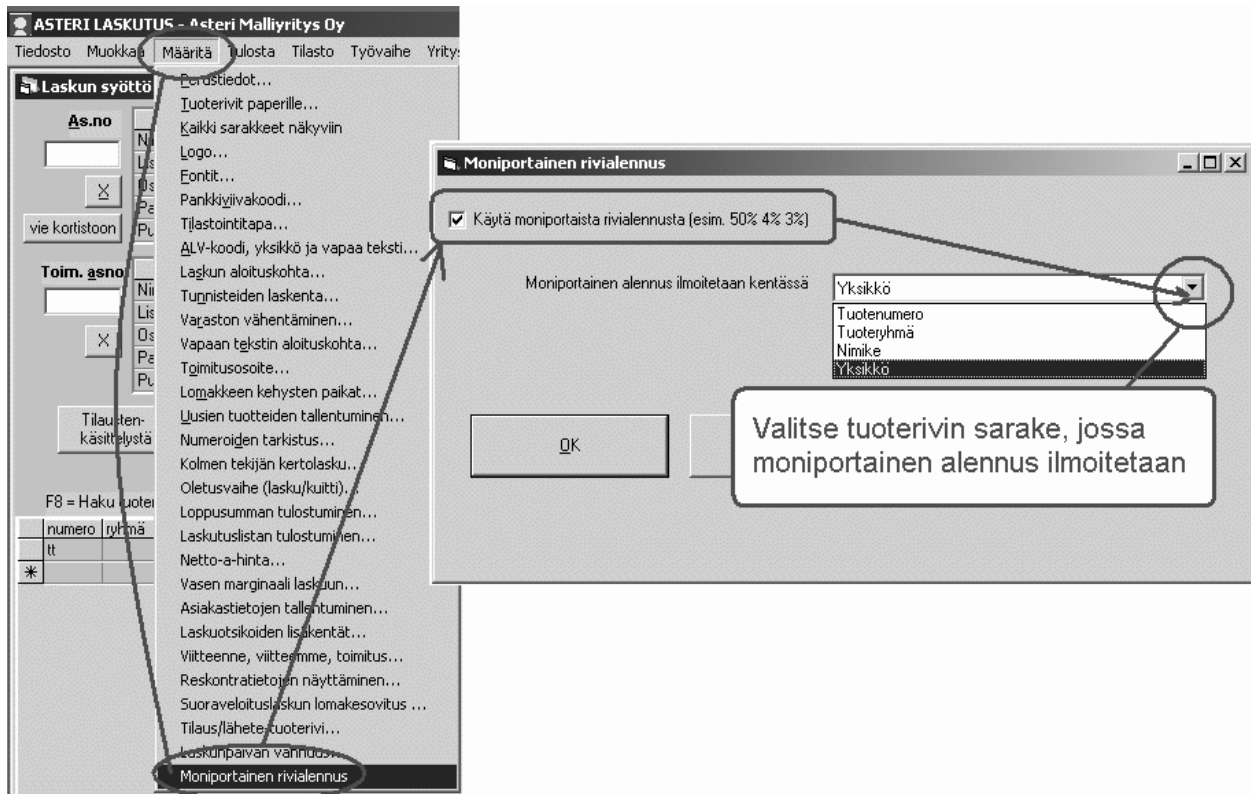 ASTERI LASKUTUS - Asteri Malliyritys Oy
Tiedosto Muokkaa Määritä Tulosta Tilasto Työvaihe
Laskun syöttö
As.no
X
vie kortistoon
Toim. asno
X
Tilausten-
käsittelystä
F8 = Haku
numero ryhmä
tt
Perustiedot...
Tuoterivit paperille...
Kaikki sarakkeet näkyviin
Logo...
Fontit...
Pankkiviivakoodi...
Tilastointitapa...
ALV-koodi, yksikkö ja vapaa teksti...
Laskun aloituskohta...
Tunnisteiden laskenta...
Varaston vähentäminen...
Vapaan tekstin aloituskohta...
Toimitusosoite...
Lomakkeen kehysten paikat...
Uusien tuotteiden tallentuminen...
Numeroiden tarkistus...
Kolmen tekijän kertolasku...
Oletusvaihe (lasku/kuitti)...
Loppusumman tulostuminen...
Laskutuslistan tulostuminen...
Netto-a-hinta...
Vasen marginaali laskuun...
Asiakastietojen tallentuminen...
Laskuotsikoiden lisäkentät...
Viitteenne, viitteemme, toimitus...
Reskontratietojen näyttäminen...
Suoraveloituslaskun lomakesovitus ...
Tilaus/lähete-tuoterivi...
Laskunpäivän vanhuus...
Moniportainen rivialennus
Moniportainen rivialennus
Käytä moniportaista rivialennusta (esim. 50% 4% 3%)
Moniportainen alennus ilmoitetaan kentässä
Yksikkö
Tuotenumero
Tuoteryhmä
Nimike
Yksikkö
OK
Valitse tuoterivin sarake, jossa
moniportainen alennus ilmoitetaan